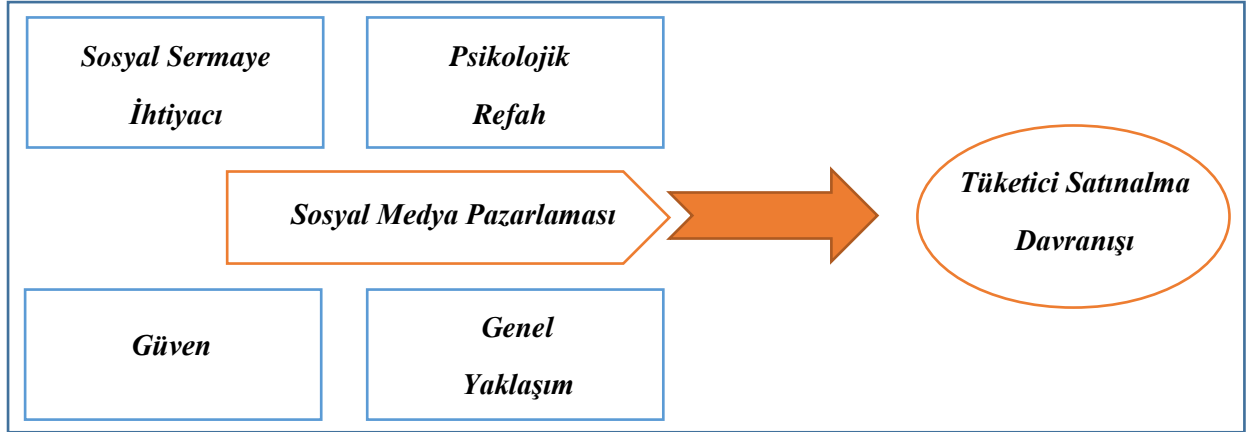 Sosyal Sermaye
İhtiyacı
Psikolojik
Refah
Sosyal Medya Pazarlaması
Tüketici Satınalma
Davranışı
Güven
Genel
Yaklaşım